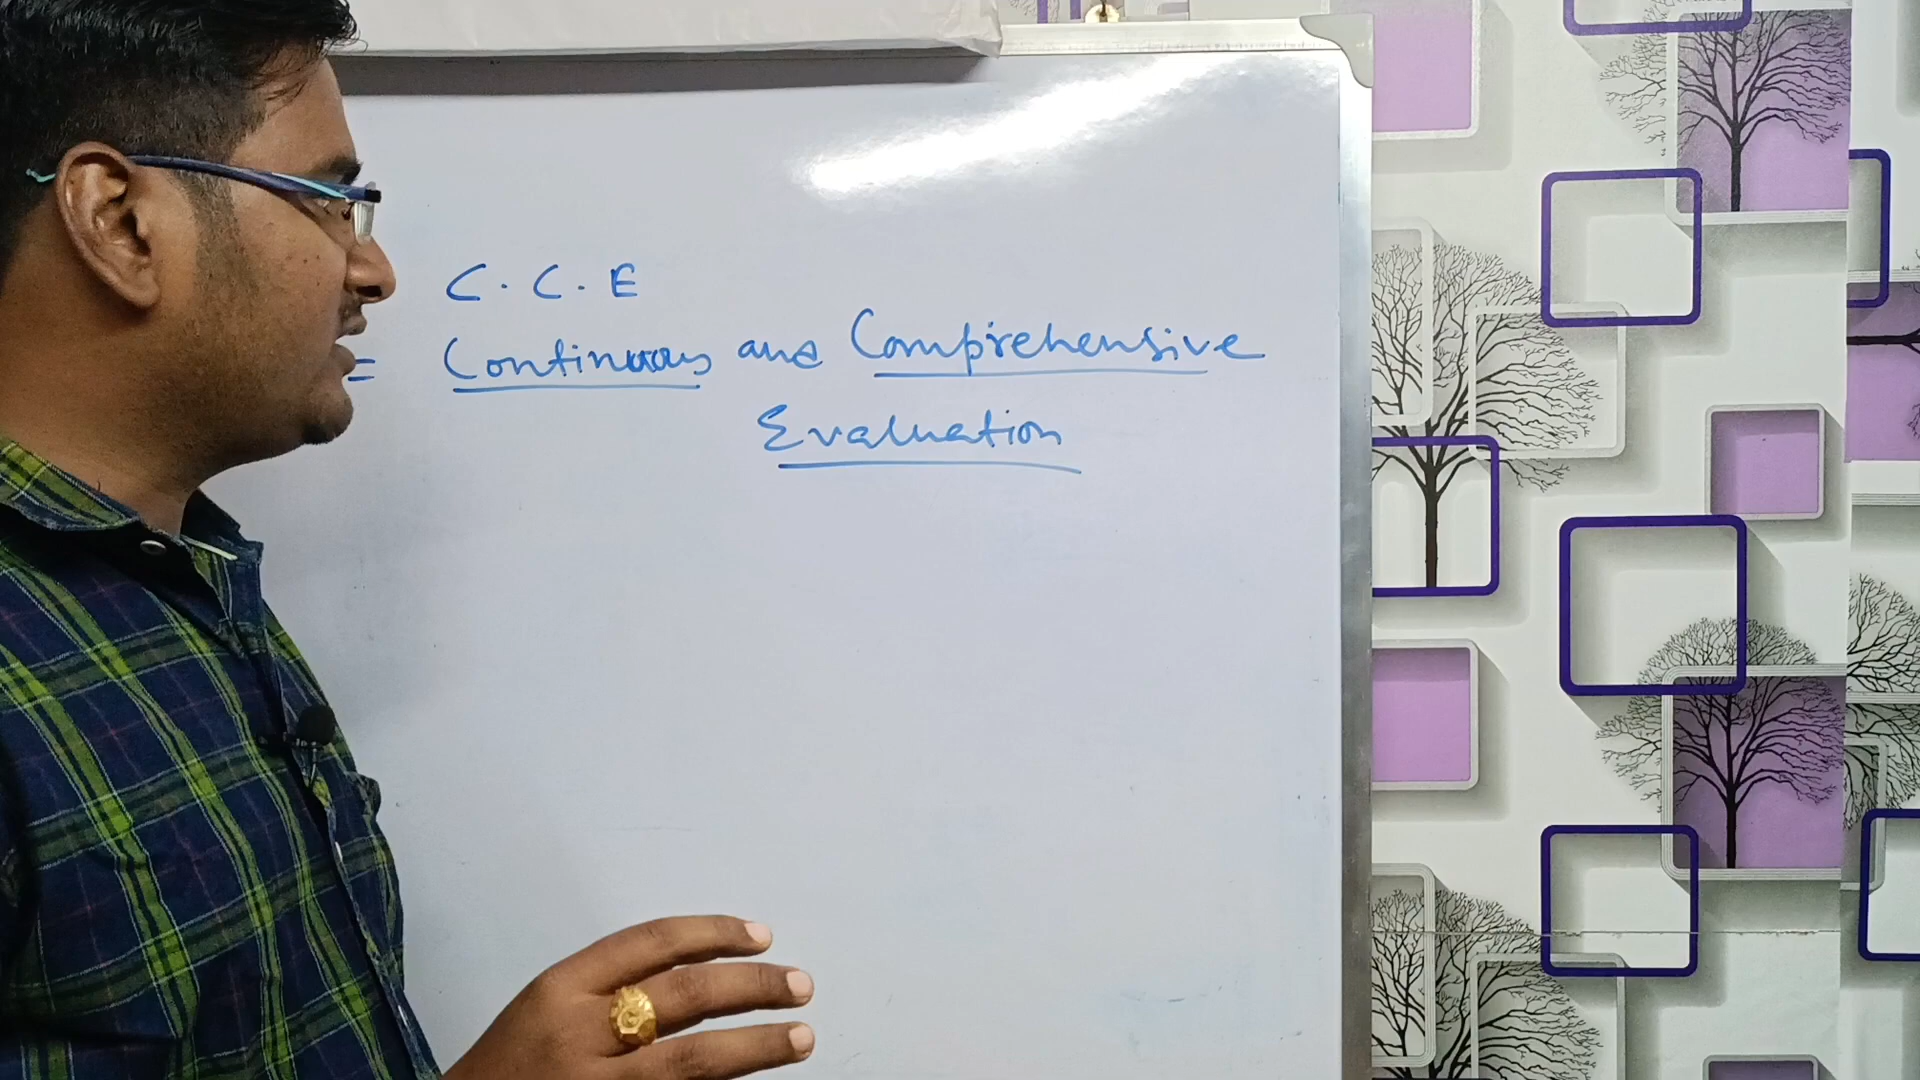 C.C.E
= Continuous and Comprehensive
Evaluation